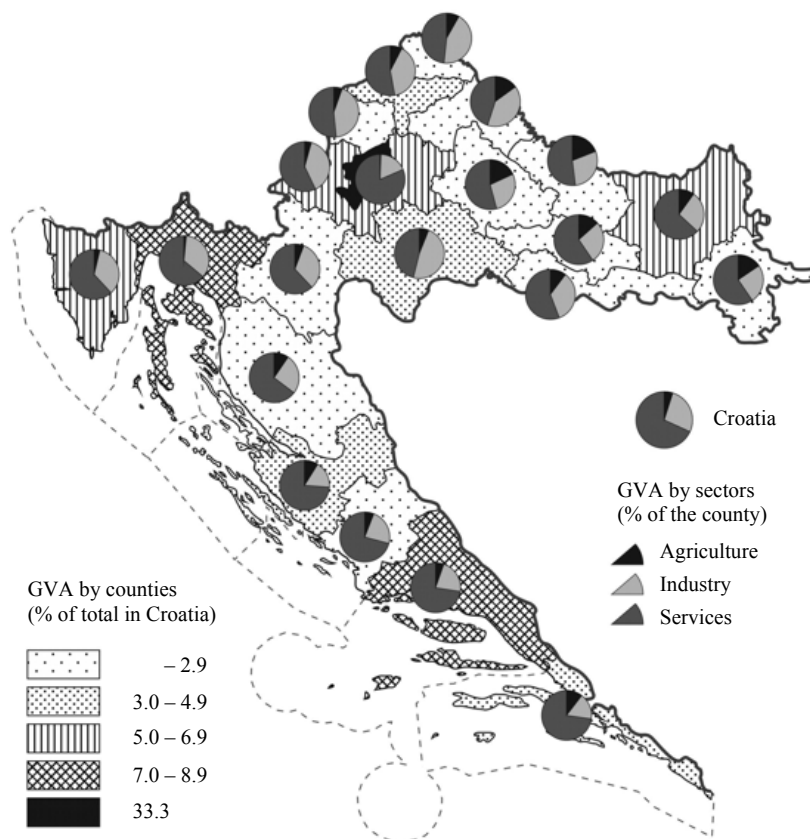 Croatia
GVA by sectors
(% of the county)
Agriculture
Industry
Services
GVA by counties
(% of total in Croatia)
– 2.9
3.0 – 4.9
5.0 – 6.9
7.0 – 8.9
33.3